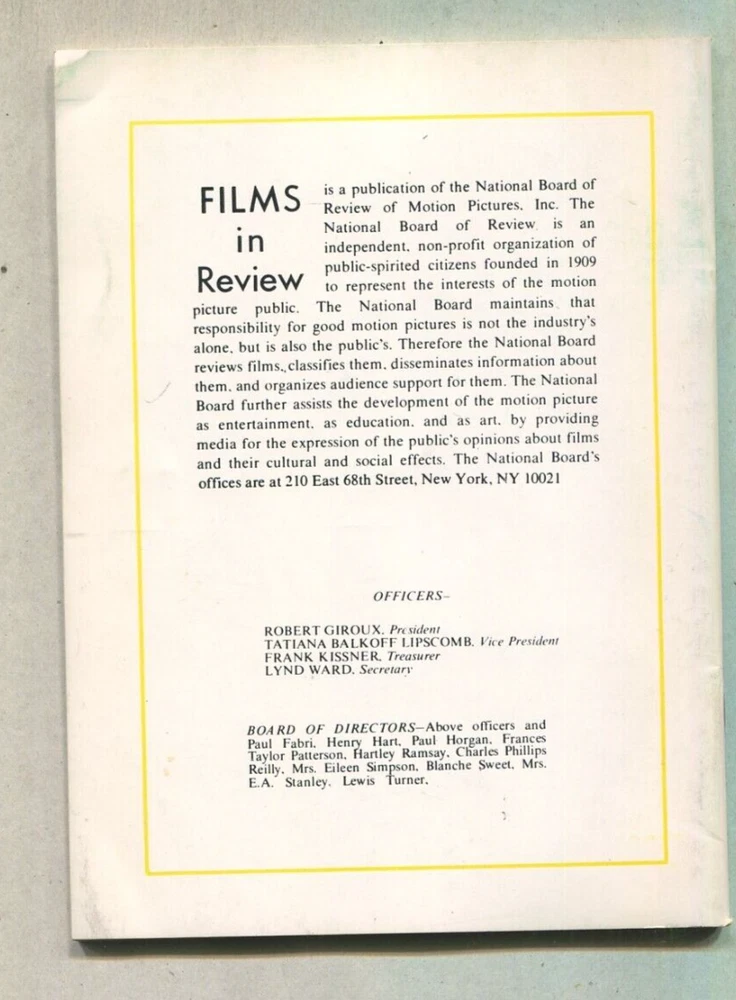 FILMS
in
Review
is a publication of the National Board of
Review of Motion Pictures, Inc. The
National Board of Review is an
independent, non-profit organization of
public-spirited citizens founded in 1909
to represent the interests of the motion
picture public. The National Board maintains that
responsibility for good motion pictures is not the industry's
alone, but is also the public's. Therefore the National Board
reviews films, classifies them, disseminates information about
them, and organizes audience support for them. The National
Board further assists the development of the motion picture
as entertainment, as education, and as art, by providing
media for the expression of the public's opinions about films
and their cultural and social effects. The National Board's
offices are at 210 East 68th Street, New York, NY 10021
OFFICERS–
ROBERT GIROUX, President
TATIANA BALKOFF LIPSCOMB, Vice President
FRANK KISSNER, Treasurer
LYND WARD, Secretary
BOARD OF DIRECTORS—Above officers and
Paul Fabri, Henry Hart, Paul Horgan, Frances
Taylor Patterson, Hartley Ramsay, Charles Phillips
Reilly, Mrs. Eileen Simpson, Blanche Sweet, Mrs.
E.A. Stanley, Lewis Turner.